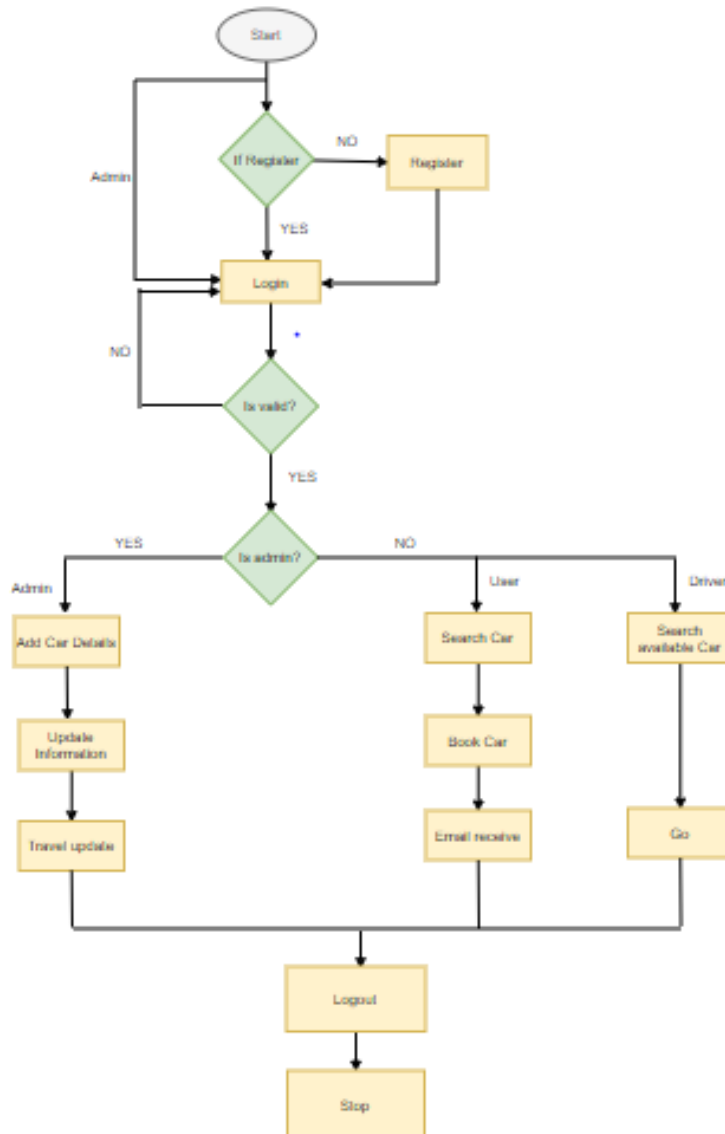 Start
If Register
NO
Register
Admin
YES
Login
NO
Is valid?
YES
YES
Is admin?
NO
Admin
User
Driver
Add Car Details
Search Car
Search
available Car
Update
Information
Book Car
Travel update
Email receive
Go
Logout
Stop